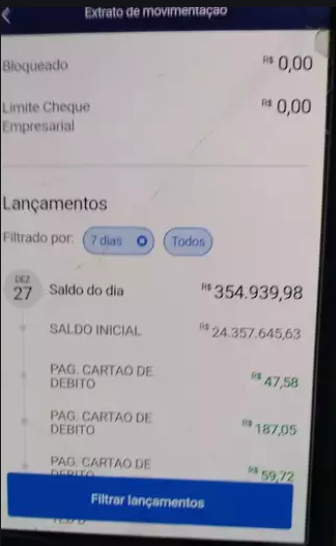 Extrato de movimentação
Bloqueado R$ 0,00
Limite Cheque R$ 0,00
Empresarial
Lançamentos
Filtrado por: 7 dias Todos
DEZ
27 Saldo do dia R$ 354.939,98
SALDO INICIAL R$ 24.357.645,63
PAG. CARTAO DE
DEBITO R$ 47,58
PAG. CARTAO DE
DEBITO R$ 187,05
PAG. CARTAO DE
DEBITO R$ 59,72
Filtrar lançamentos